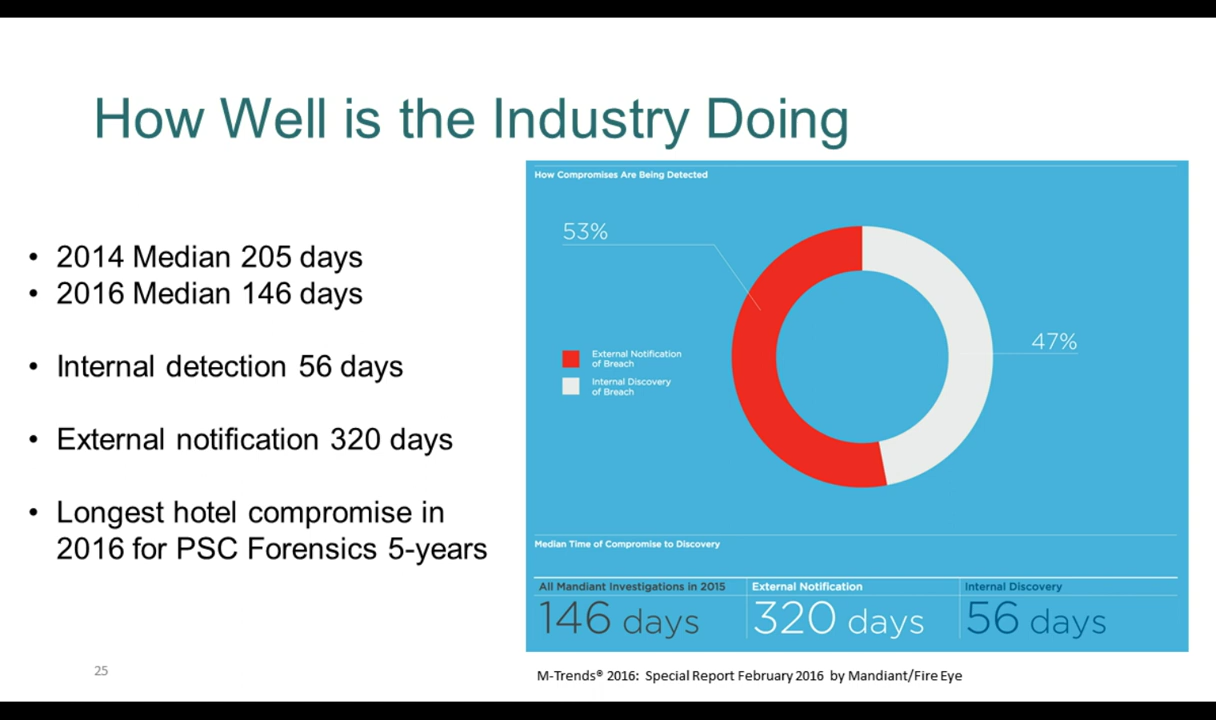 How Well is the Industry Doing
• 2014 Median 205 days
• 2016 Median 146 days
• Internal detection 56 days
• External notification 320 days
• Longest hotel compromise in
2016 for PSC Forensics 5-years
25
How Compromises Are Being Detected
53%
47%
External Notification
of Breach
Internal Discovery
of Breach
Median Time of Compromise to Discovery
All Mandiant Investigations in 2015
146 days
External Notification
320 days
Internal Discovery
56 days
M-Trends® 2016: Special Report February 2016 by Mandiant/Fire Eye